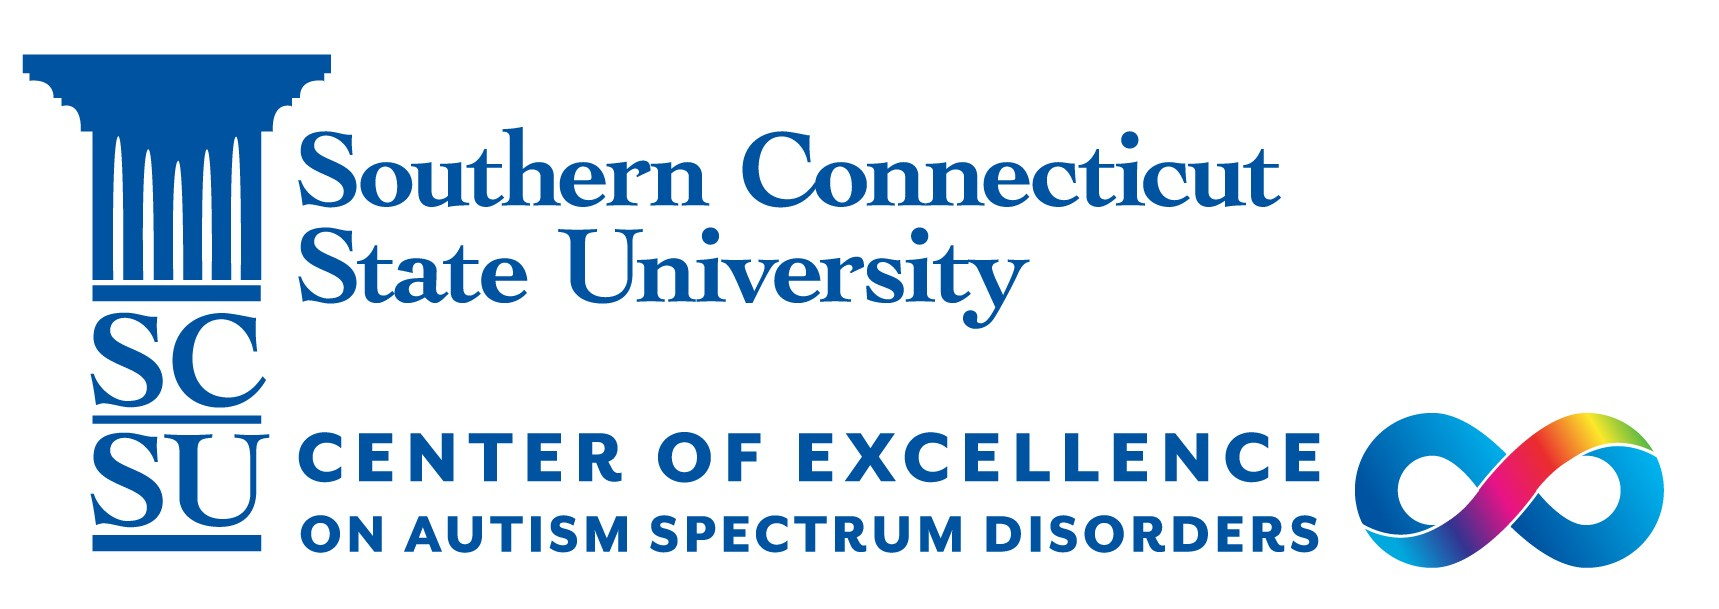 Southern Connecticut
State University
SC
SU
CENTER OF EXCELLENCE
ON AUTISM SPECTRUM DISORDERS